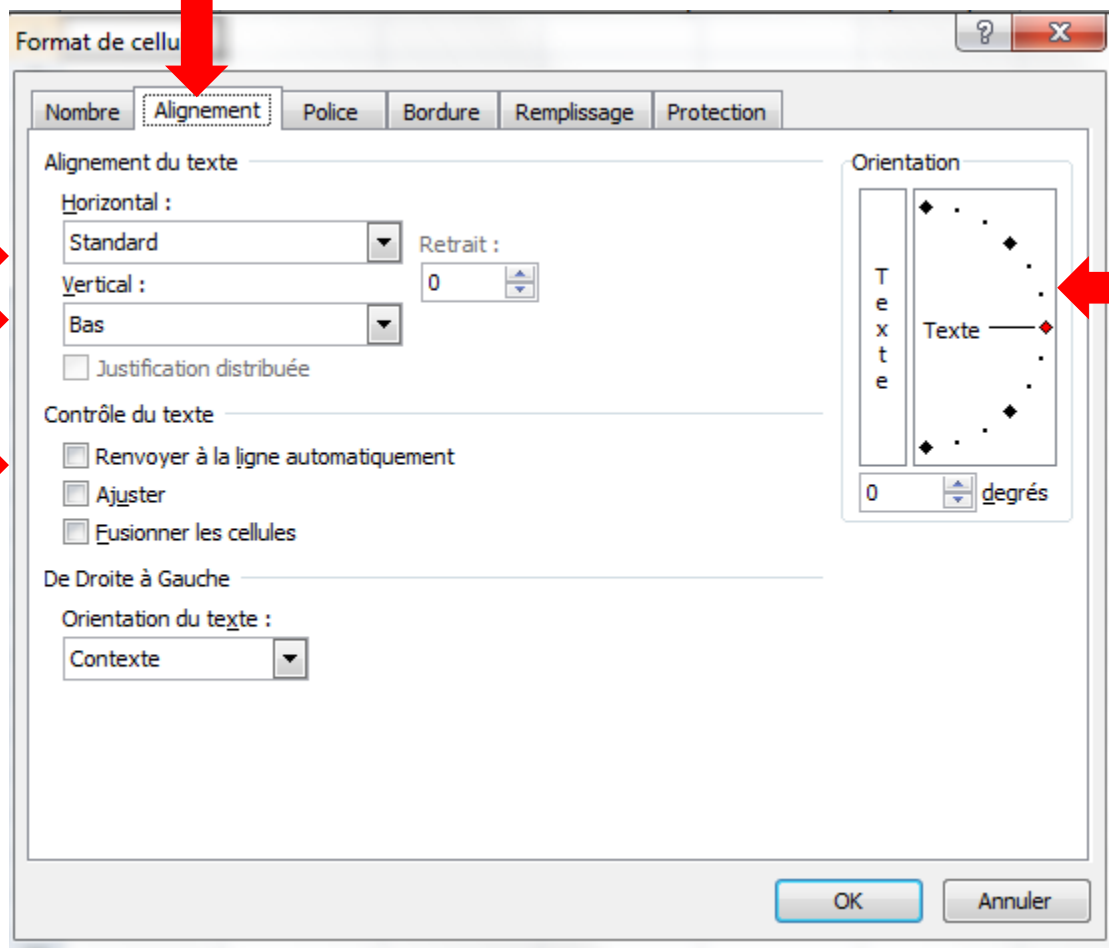 Format de cellu
Nombre Alignement Police Bordure Remplissage Protection
Alignement du texte
Horizontal :
Standard
Retrait :
0
Vertical :
Bas
Justification distribuée
Contrôle du texte
Renvoyer à la ligne automatiquement
Ajuster
Fusionner les cellules
De Droite à Gauche
Orientation du texte :
Contexte
Orientation
T
e
x
t
e
Texte
0 degrés
OK Annuler